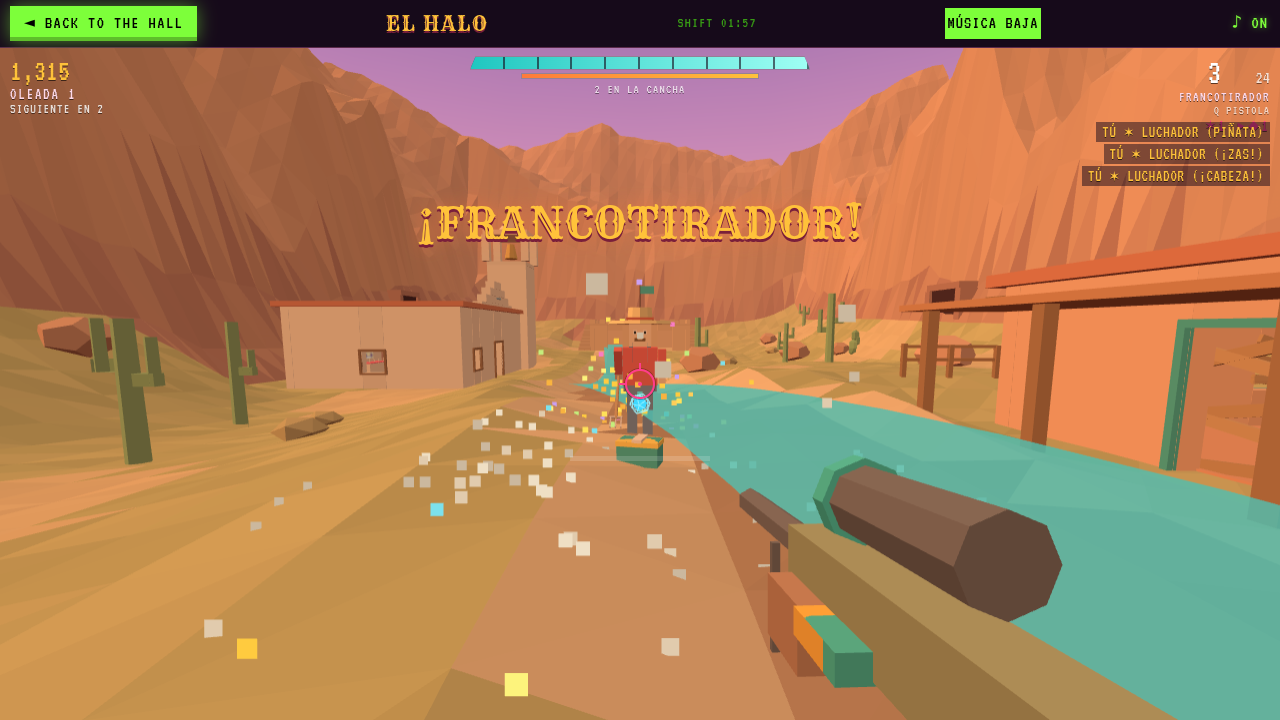 ◄ BACK TO THE HALL
EL HALO
SHIFT 01:57
MÚSICA BAJA
♪ ON
1,315
OLEADA 1
SIGUIENTE EN 2
2 EN LA CANCHA
3 24
FRANCOTIRADOR
Q PISTOLA
TÚ ✶ LUCHADOR (PIÑATA)
TÚ ✶ LUCHADOR (¡ZAS!)
TÚ ✶ LUCHADOR (¡CABEZA!)
¡FRANCOTIRADOR!